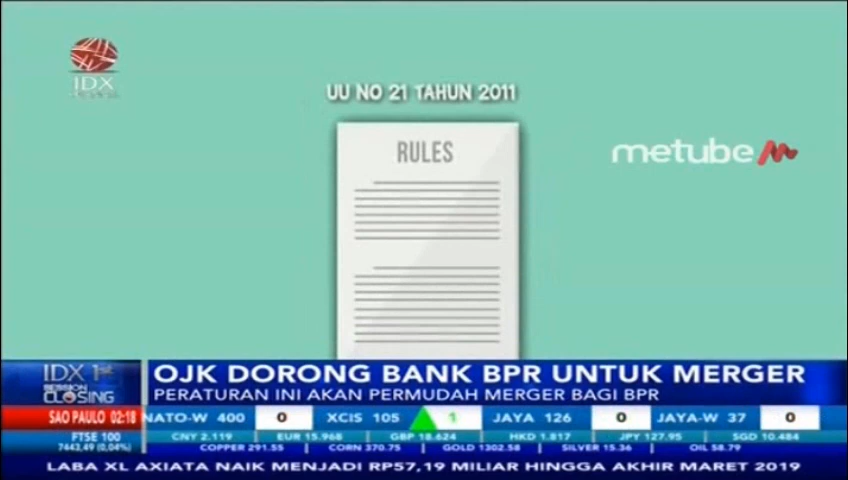 IDX
UU NO 21 TAHUN 2011
RULES
metube
IDX 1st
SESSION
CLOSING
OJK DORONG BANK BPR UNTUK MERGER
PERATURAN INI AKAN PERMUDAH MERGER BAGI BPR
SAO PAULO 02:18
NATO-W 400 0 XCIS 105 1 JAYA 126 0 JAYA-W 37 0
FTSE 100
7443,49 (0,04%)
CNY 2.119 EUR 15.968 GBP 18.624 HKD 1.817 JPY 127.95 SGD 10.484
COPPER 291.55 CORN 370.75 GOLD 1302.58 SILVER 15.36 OIL 58.79
LABA XL AXIATA NAIK MENJADI RP57,19 MILIAR HINGGA AKHIR MARET 2019